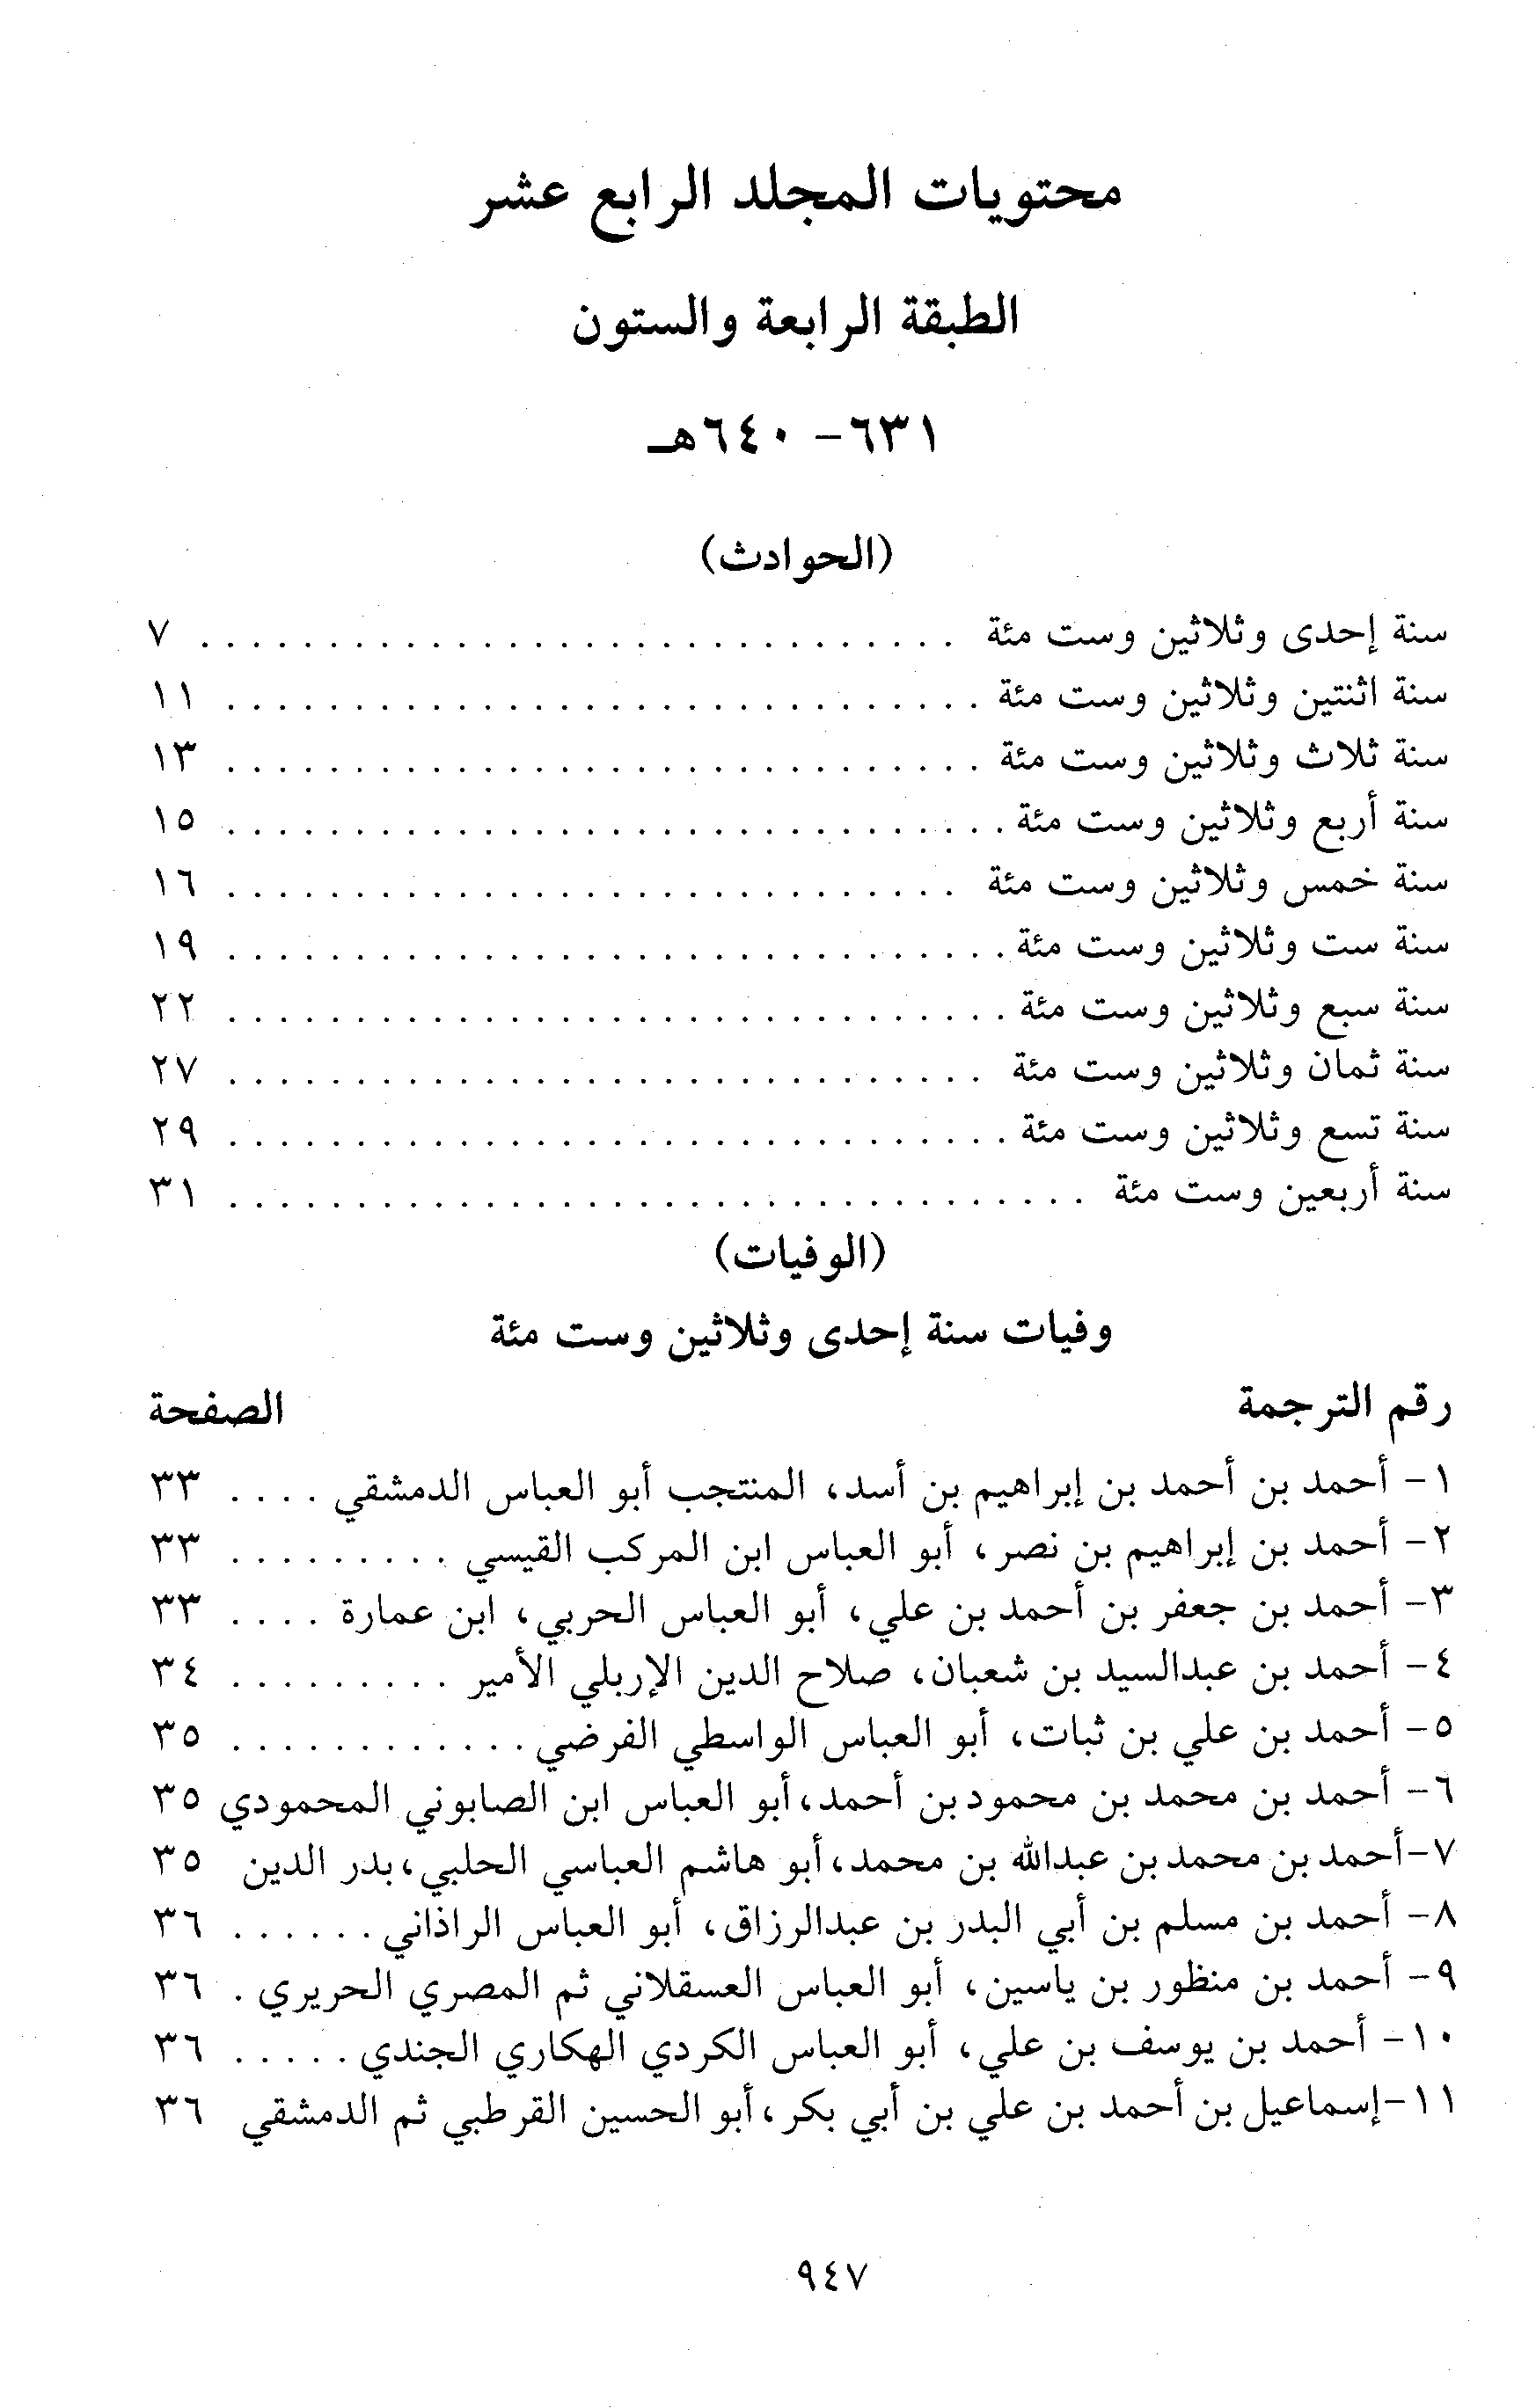 محتويات المجلد الرابع عشر
الطبقة الرابعة والستون
٦٣١- ٦٤٠هـ
(الحوادث)
سنة إحدى وثلاثين وست مئة . . . . . . . . . . . . . . . . . . . . . . . . . . . . . . ٧
سنة اثنتين وثلاثين وست مئة . . . . . . . . . . . . . . . . . . . . . . . . . . . . . . ١١
سنة ثلاث وثلاثين وست مئة . . . . . . . . . . . . . . . . . . . . . . . . . . . . . . ١٣
سنة أربع وثلاثين وست مئة . . . . . . . . . . . . . . . . . . . . . . . . . . . . . . . ١٥
سنة خمس وثلاثين وست مئة . . . . . . . . . . . . . . . . . . . . . . . . . . . . . ١٦
سنة ست وثلاثين وست مئة . . . . . . . . . . . . . . . . . . . . . . . . . . . . . . . ١٩
سنة سبع وثلاثين وست مئة . . . . . . . . . . . . . . . . . . . . . . . . . . . . . . . ٢٢
سنة ثمان وثلاثين وست مئة . . . . . . . . . . . . . . . . . . . . . . . . . . . . . . ٢٧
سنة تسع وثلاثين وست مئة . . . . . . . . . . . . . . . . . . . . . . . . . . . . . . . ٢٩
سنة أربعين وست مئة . . . . . . . . . . . . . . . . . . . . . . . . . . . . . . . . . . ٣١
(الوفيات)
وفيات سنة إحدى وثلاثين وست مئة
رقم الترجمة الصفحة
١- أحمد بن أحمد بن إبراهيم بن أسد، المنتجب أبو العباس الدمشقي . . . . ٣٣
٢- أحمد بن إبراهيم بن نصر، أبو العباس ابن المركب القيسي . . . . . . . . . ٣٣
٣- أحمد بن جعفر بن أحمد بن علي، أبو العباس الحربي، ابن عمارة . . . . ٣٣
٤- أحمد بن عبدالسيد بن شعبان، صلاح الدين الإربلي الأمير . . . . . . . . . ٣٤
٥- أحمد بن علي بن ثبات، أبو العباس الواسطي الفرضي . . . . . . . . . . . . ٣٥
٦- أحمد بن محمد بن محمود بن أحمد، أبو العباس ابن الصابوني المحمودي ٣٥
٧- أحمد بن محمد بن عبدالله بن محمد، أبو هاشم العباسي الحلبي، بدر الدين ٣٥
٨- أحمد بن مسلم بن أبي البدر بن عبدالرزاق، أبو العباس الراذاني . . . . . . ٣٦
٩- أحمد بن منظور بن ياسين، أبو العباس العسقلاني ثم المصري الحريري . ٣٦
١٠- أحمد بن يوسف بن علي، أبو العباس الكردي الهكاري الجندي . . . . . ٣٦
١١- إسماعيل بن أحمد بن علي بن أبي بكر، أبو الحسين القرطبي ثم الدمشقي ٣٦
٩٤٧